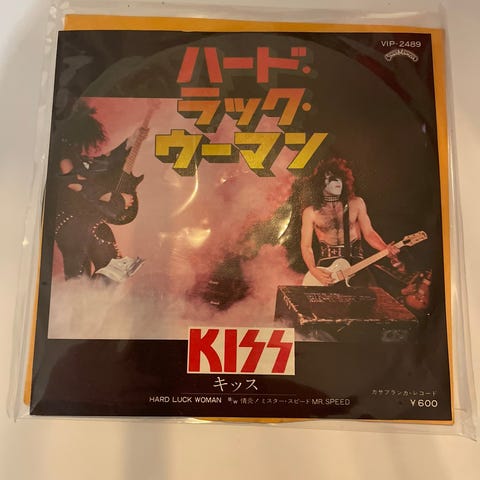 VIP-2489
Casablanca
ハード・
ラック・
ウーマン
KISS
キッス
HARD LUCK WOMAN B/W 情炎!ミスター・スピード MR. SPEED
カサブランカ・レコード
¥600